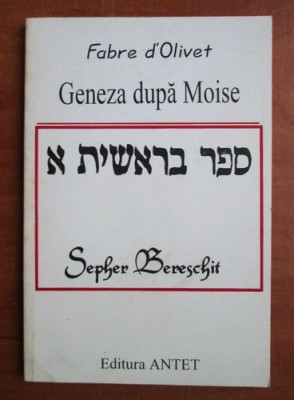 Fabre d'Olivet
Geneza după Moise
ספר בראשית א
Sepher Bereschit
Editura ANTET